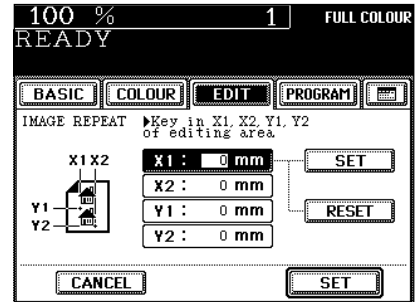 100 % 1 FULL COLOUR
READY
BASIC COLOUR EDIT PROGRAM
IMAGE REPEAT ▶Key in X1, X2, Y1, Y2
of editing area
X1 X2
X1 : 0 mm SET
X2 : 0 mm
Y1
Y1 : 0 mm RESET
Y2
Y2 : 0 mm
CANCEL SET